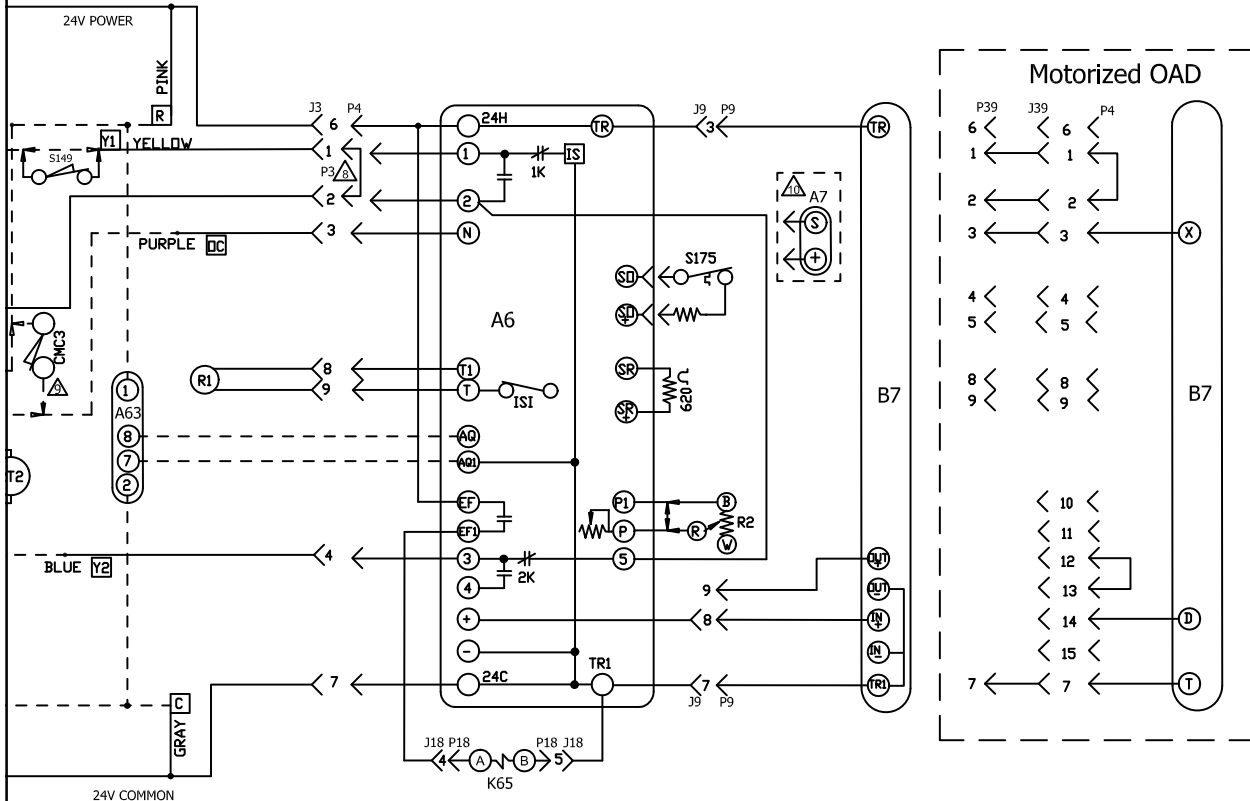 24V POWER
PINK
R
Y1 YELLOW
S149
J3 P4
6
1
P3 8
2
3
PURPLE OC
CMC3
9
A63
1
8
7
2
T2
R1
8
9
BLUE Y2
4
7
C
GRAY
24V COMMON
24H
TR
1
1K
IS
2
N
A6
SD
SD+
S175
T1
T
ISI
SR
SR+
620Ω
AQ
AQ1
EF
EF1
P1
P
B
R
R2
W
3
2K
5
4
+
-
24C
TR1
J18 P18
4
A
B
P18 J18
5
K65
J9 P9
3
10 A7
S
+
9
8
7
J9 P9
TR
B7
OUT+
OUT-
IN+
IN-
TR1
Motorized OAD
P39 J39 P4
6 6
1 1
2 2
3 3 X
4 4
5 5
8 8
9 9
B7
10
11
12
13
14 D
15
7 7 T